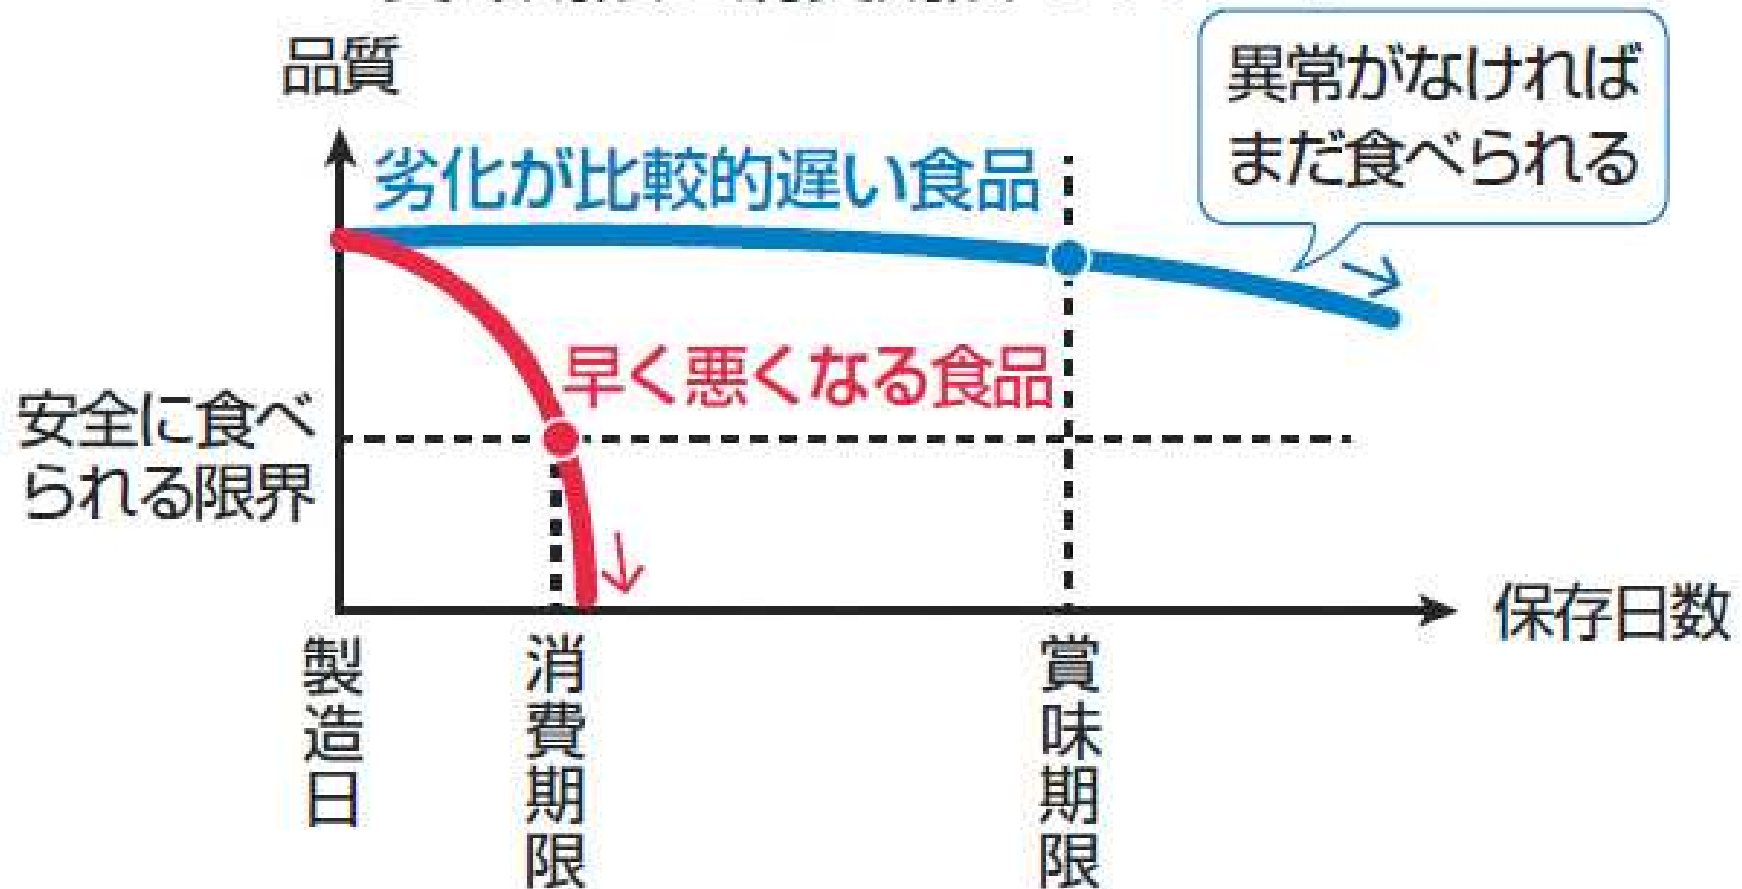 品質
異常がなければ
まだ食べられる
劣化が比較的遅い食品
早く悪くなる食品
安全に食べ
られる限界
保存日数
製造日
消費期限
賞味期限